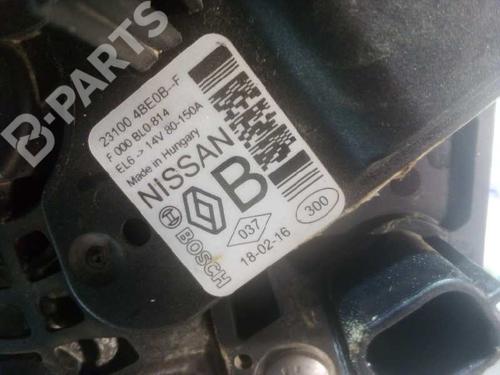 23100 4BE0B--F
F 000 BL0 814
EL6 -> 14V 80-150A
Made in Hungary
NISSAN
B
BOSCH
037
18-02-16
300
B-PARTS